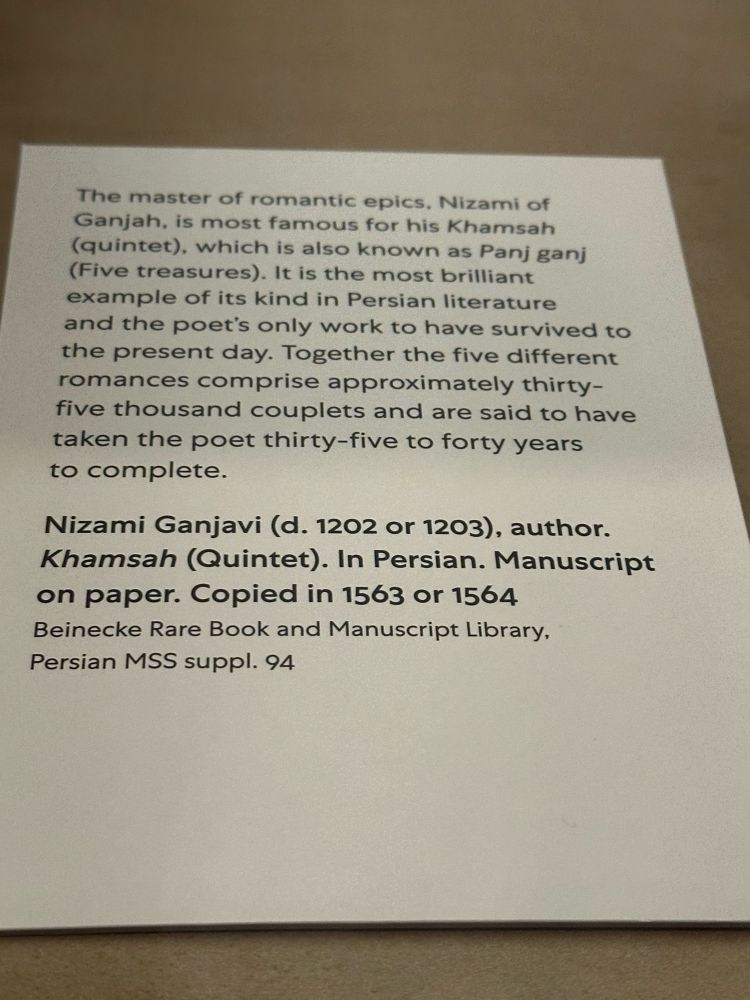 The master of romantic epics, Nizami of
Ganjah, is most famous for his Khamsah
(quintet), which is also known as Panj ganj
(Five treasures). It is the most brilliant
example of its kind in Persian literature
and the poet’s only work to have survived to
the present day. Together the five different
romances comprise approximately thirty-
five thousand couplets and are said to have
taken the poet thirty-five to forty years
to complete.
Nizami Ganjavi (d. 1202 or 1203), author.
Khamsah (Quintet). In Persian. Manuscript
on paper. Copied in 1563 or 1564
Beinecke Rare Book and Manuscript Library,
Persian MSS suppl. 94